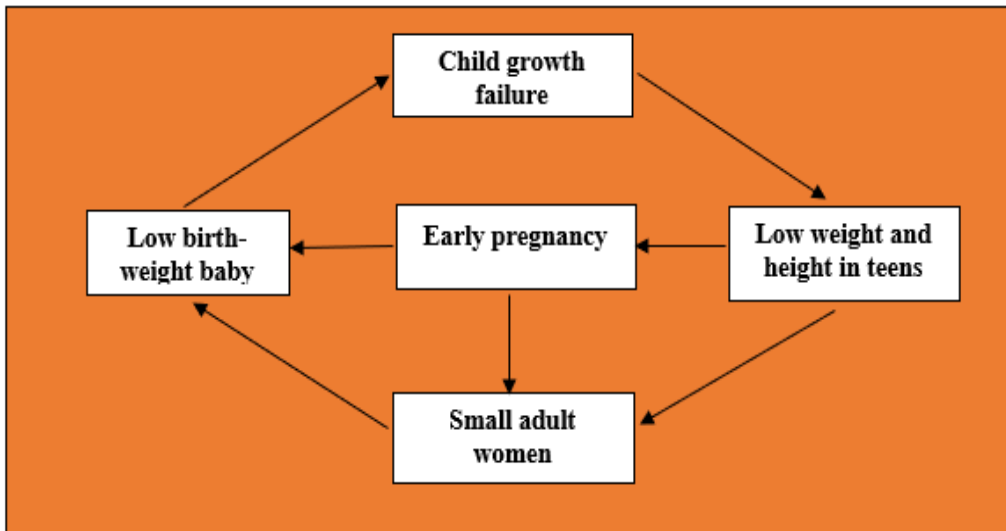 Child growth
failure
Low birth-
weight baby
Early pregnancy
Low weight and
height in teens
Small adult
women